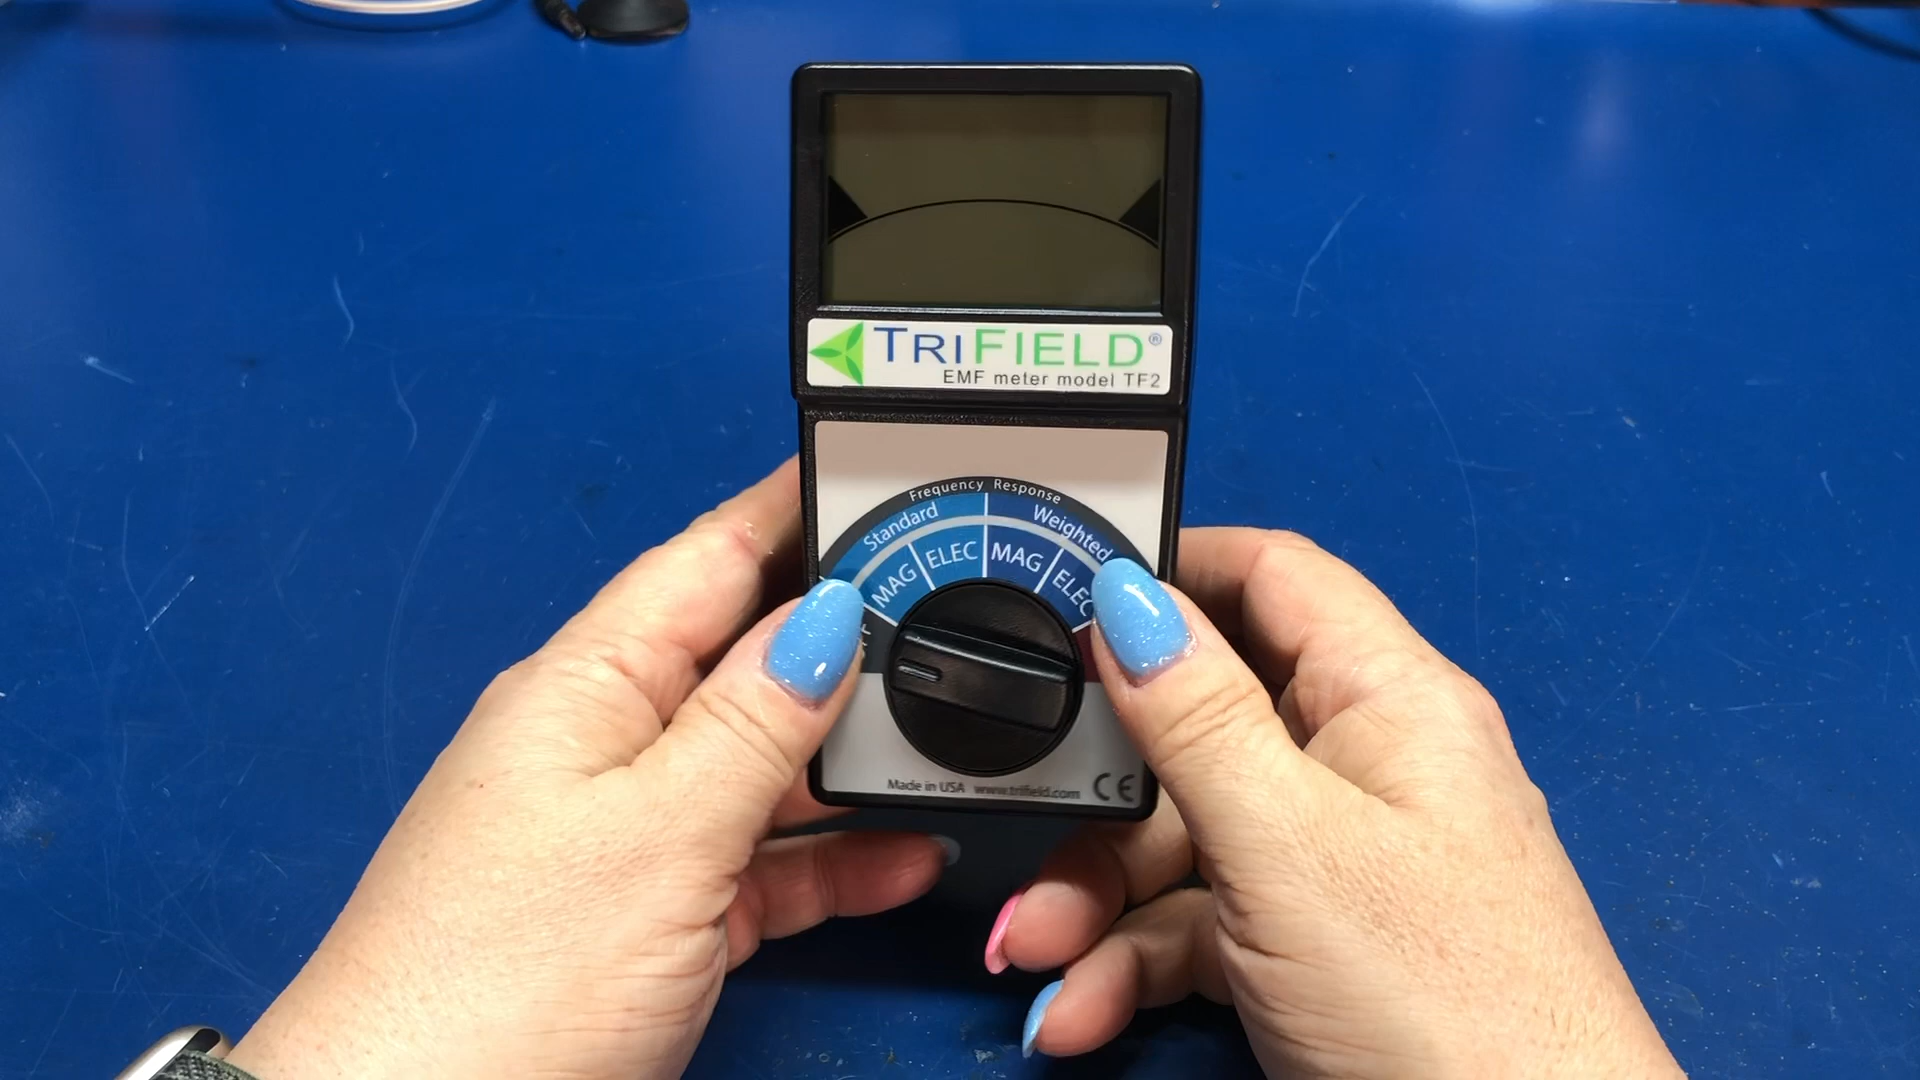 TRIFIELD®
EMF meter model TF2
Frequency Response
Standard Weighted
MAG ELEC MAG ELEC
Made in USA www.trifield.com CE